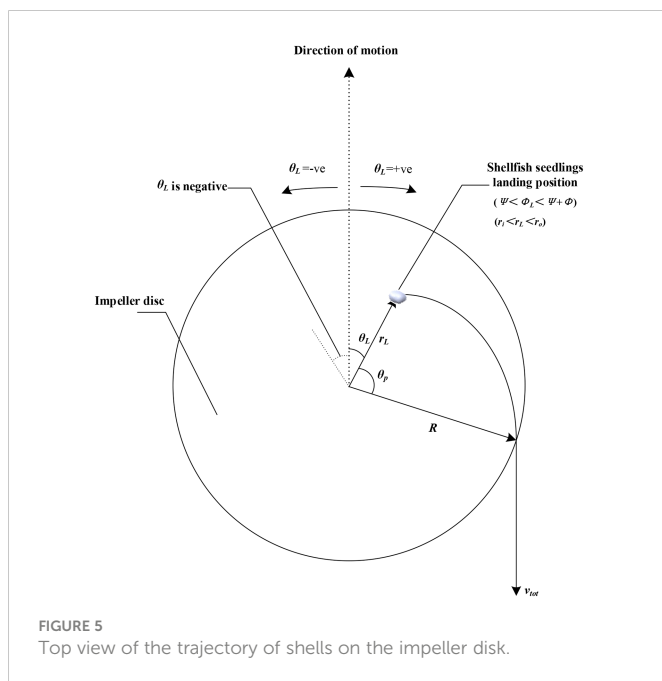 Direction of motion
θL=-ve
θL=+ve
θL is negative
Shellfish seedlings
landing position
( Ψ< ΦL< Ψ+Φ)
(ri<rL<ro)
Impeller disc
θL
rL
θp
R
vtot
FIGURE 5
Top view of the trajectory of shells on the impeller disk.